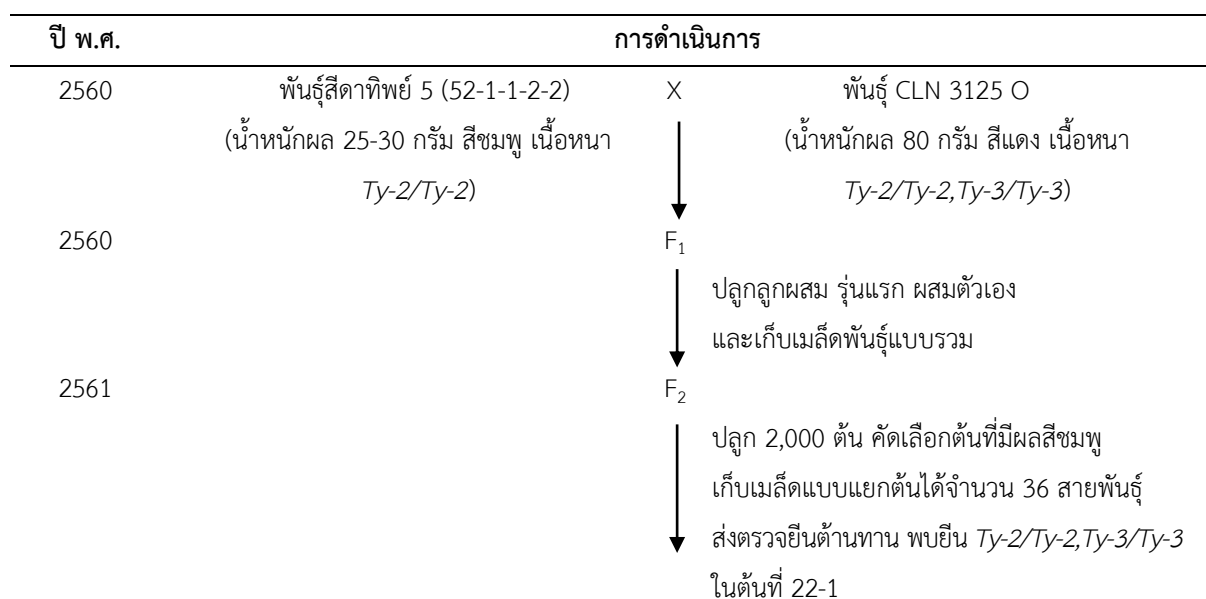 ปี พ.ศ. การดำเนินการ
2560 พันธุ์สีดาทิพย์ 5 (52-1-1-2-2) X พันธุ์ CLN 3125 O
(น้ำหนักผล 25-30 กรัม สีชมพู เนื้อหนา (น้ำหนักผล 80 กรัม สีแดง เนื้อหนา
Ty-2/Ty-2) Ty-2/Ty-2,Ty-3/Ty-3)
2560 F1
ปลูกลูกผสม รุ่นแรก ผสมตัวเอง
และเก็บเมล็ดพันธุ์แบบรวม
2561 F2
ปลูก 2,000 ต้น คัดเลือกต้นที่มีผลสีชมพู
เก็บเมล็ดแบบแยกต้นได้จำนวน 36 สายพันธุ์
ส่งตรวจยีนต้านทาน พบยีน Ty-2/Ty-2,Ty-3/Ty-3
ในต้นที่ 22-1